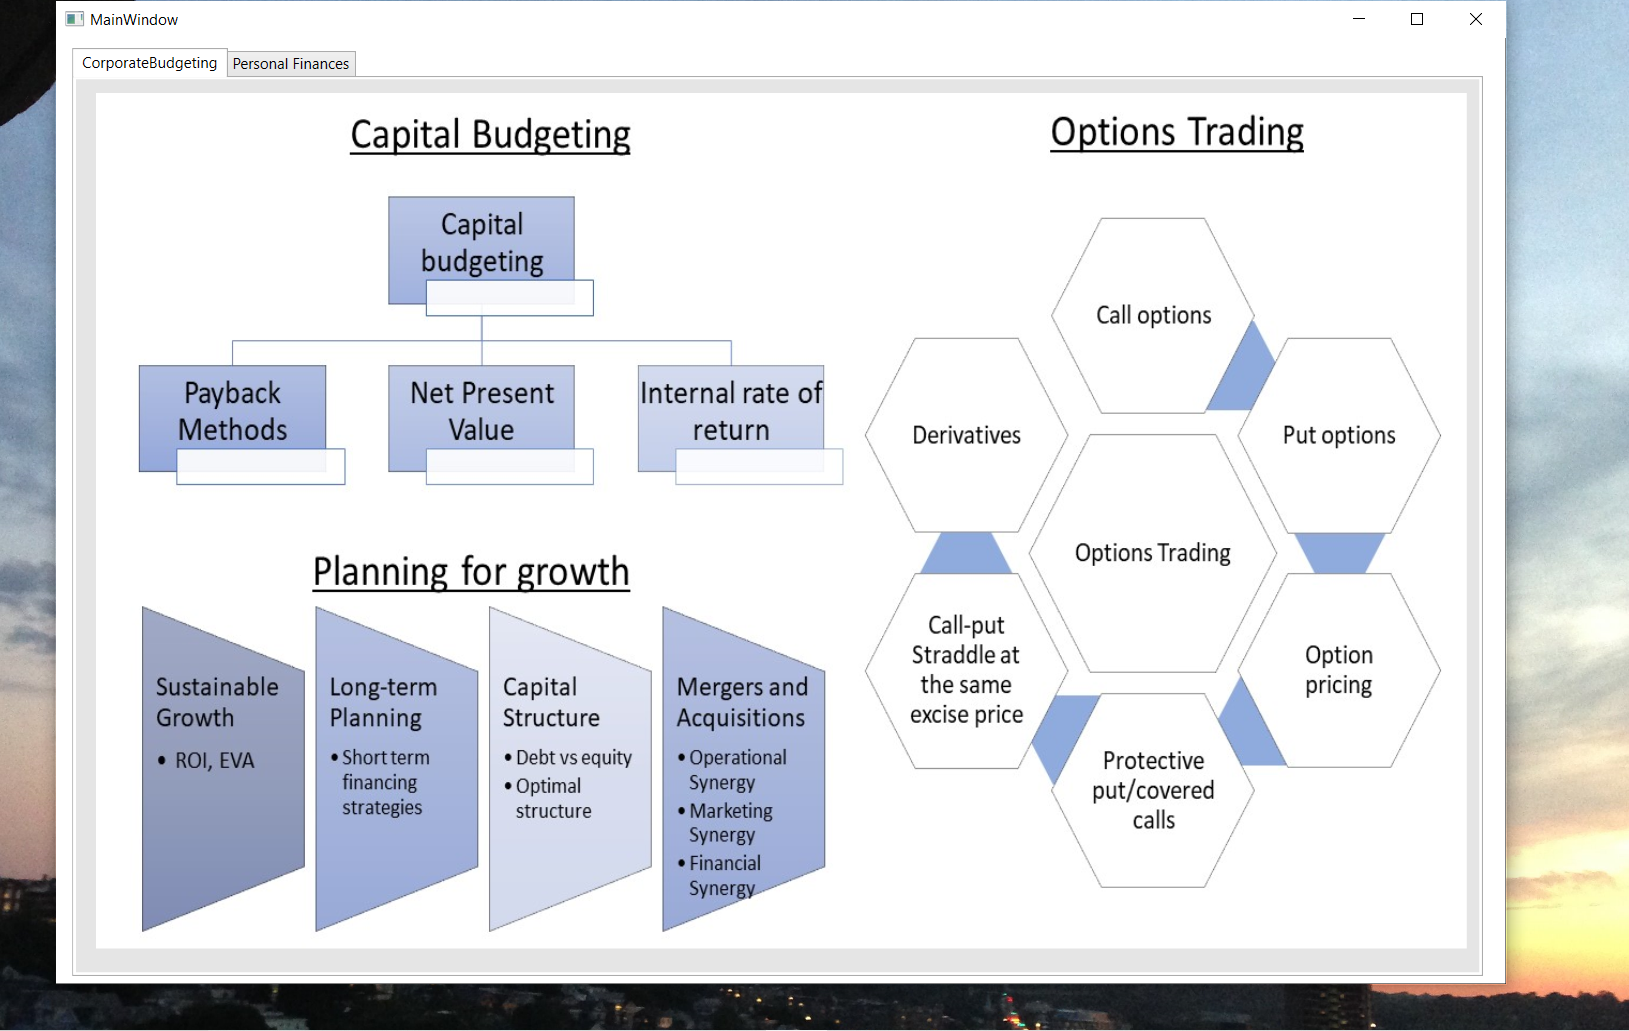 MainWindow
CorporateBudgeting
Personal Finances
Capital Budgeting
Capital
budgeting
Payback
Methods
Net Present
Value
Internal rate of
return
Planning for growth
Sustainable
Growth
• ROI, EVA
Long-term
Planning
• Short term
financing
strategies
Capital
Structure
• Debt vs equity
• Optimal
structure
Mergers and
Acquisitions
• Operational
Synergy
• Marketing
Synergy
• Financial
Synergy
Options Trading
Call options
Put options
Option
pricing
Protective
put/covered
calls
Call-put
Straddle at
the same
excise price
Derivatives
Options Trading